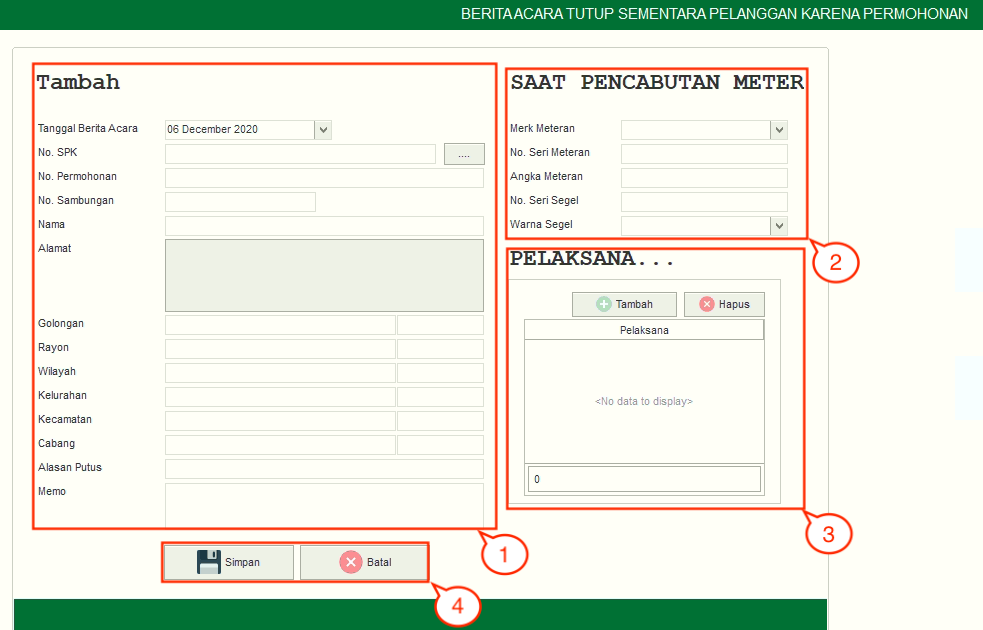 BERITA ACARA TUTUP SEMENTARA PELANGGAN KARENA PERMOHONAN
Tambah
Tanggal Berita Acara
06 December 2020
No. SPK
....
No. Permohonan
No. Sambungan
Nama
Alamat
Golongan
Rayon
Wilayah
Kelurahan
Kecamatan
Cabang
Alasan Putus
Memo
1
SAAT PENCABUTAN METER
Merk Meteran
No. Seri Meteran
Angka Meteran
No. Seri Segel
Warna Segel
2
PELAKSANA...
Tambah
Hapus
Pelaksana
<No data to display>
0
3
Simpan
Batal
4